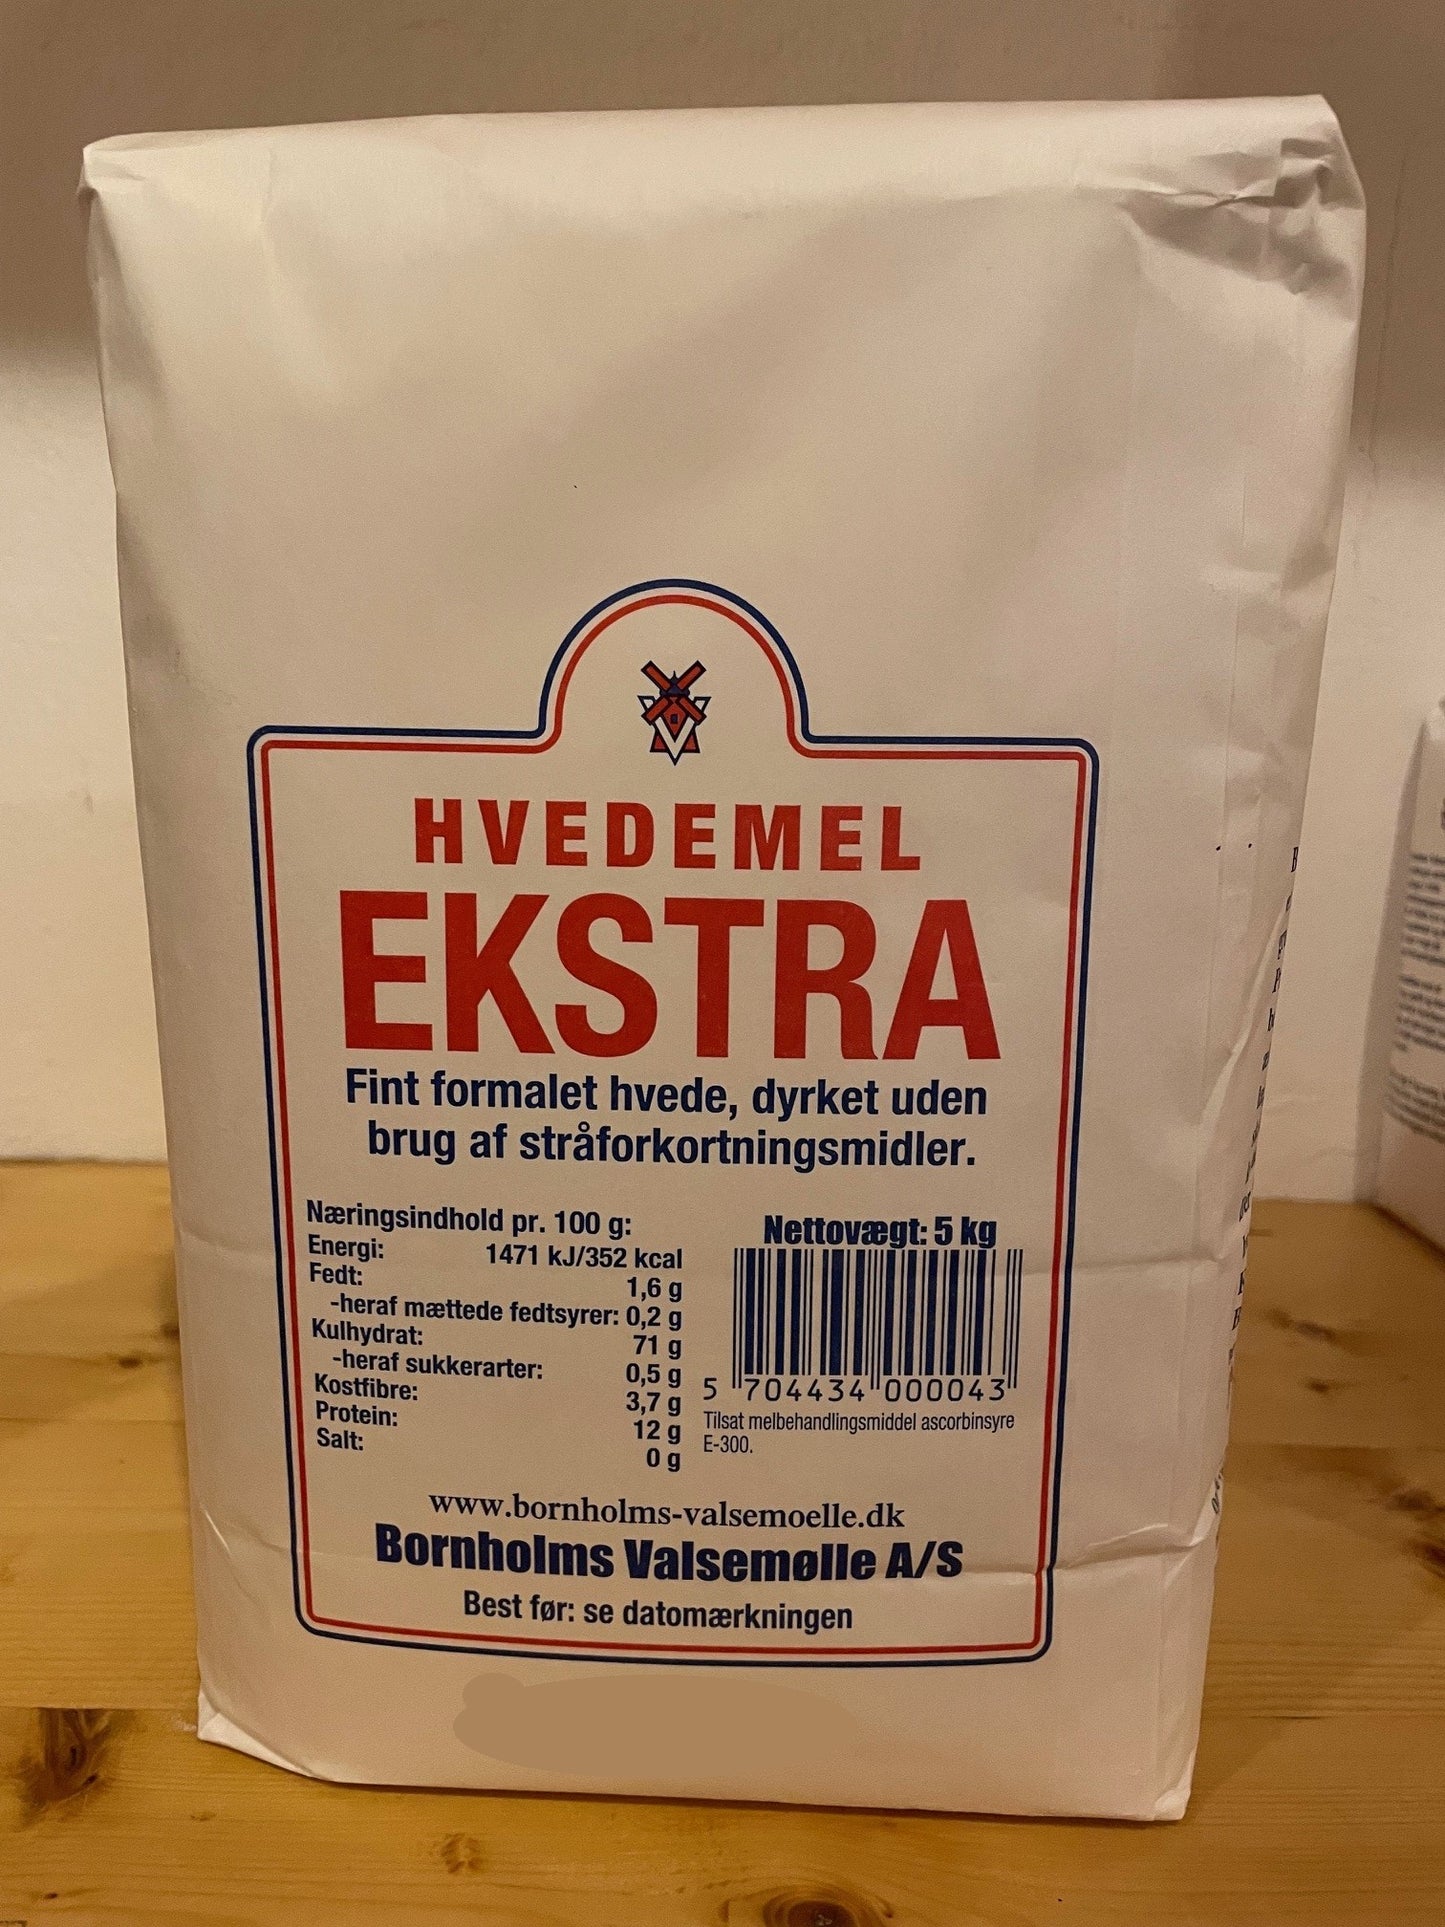 HVEDEMEL
EKSTRA
Fint formalet hvede, dyrket uden
brug af stråforkortningsmidler.
Næringsindhold pr. 100 g:
Energi: 1471 kJ/352 kcal
Fedt: 1,6 g
-heraf mættede fedtsyrer: 0,2 g
Kulhydrat: 71 g
-heraf sukkerarter: 0,5 g
Kostfibre: 3,7 g
Protein: 12 g
Salt: 0 g
Nettovægt: 5 kg
5 704434 000043
Tilsat melbehandlingsmiddel ascorbinsyre
E-300.
www.bornholms-valsemoelle.dk
Bornholms Valsemølle A/S
Best før: se datomærkningen